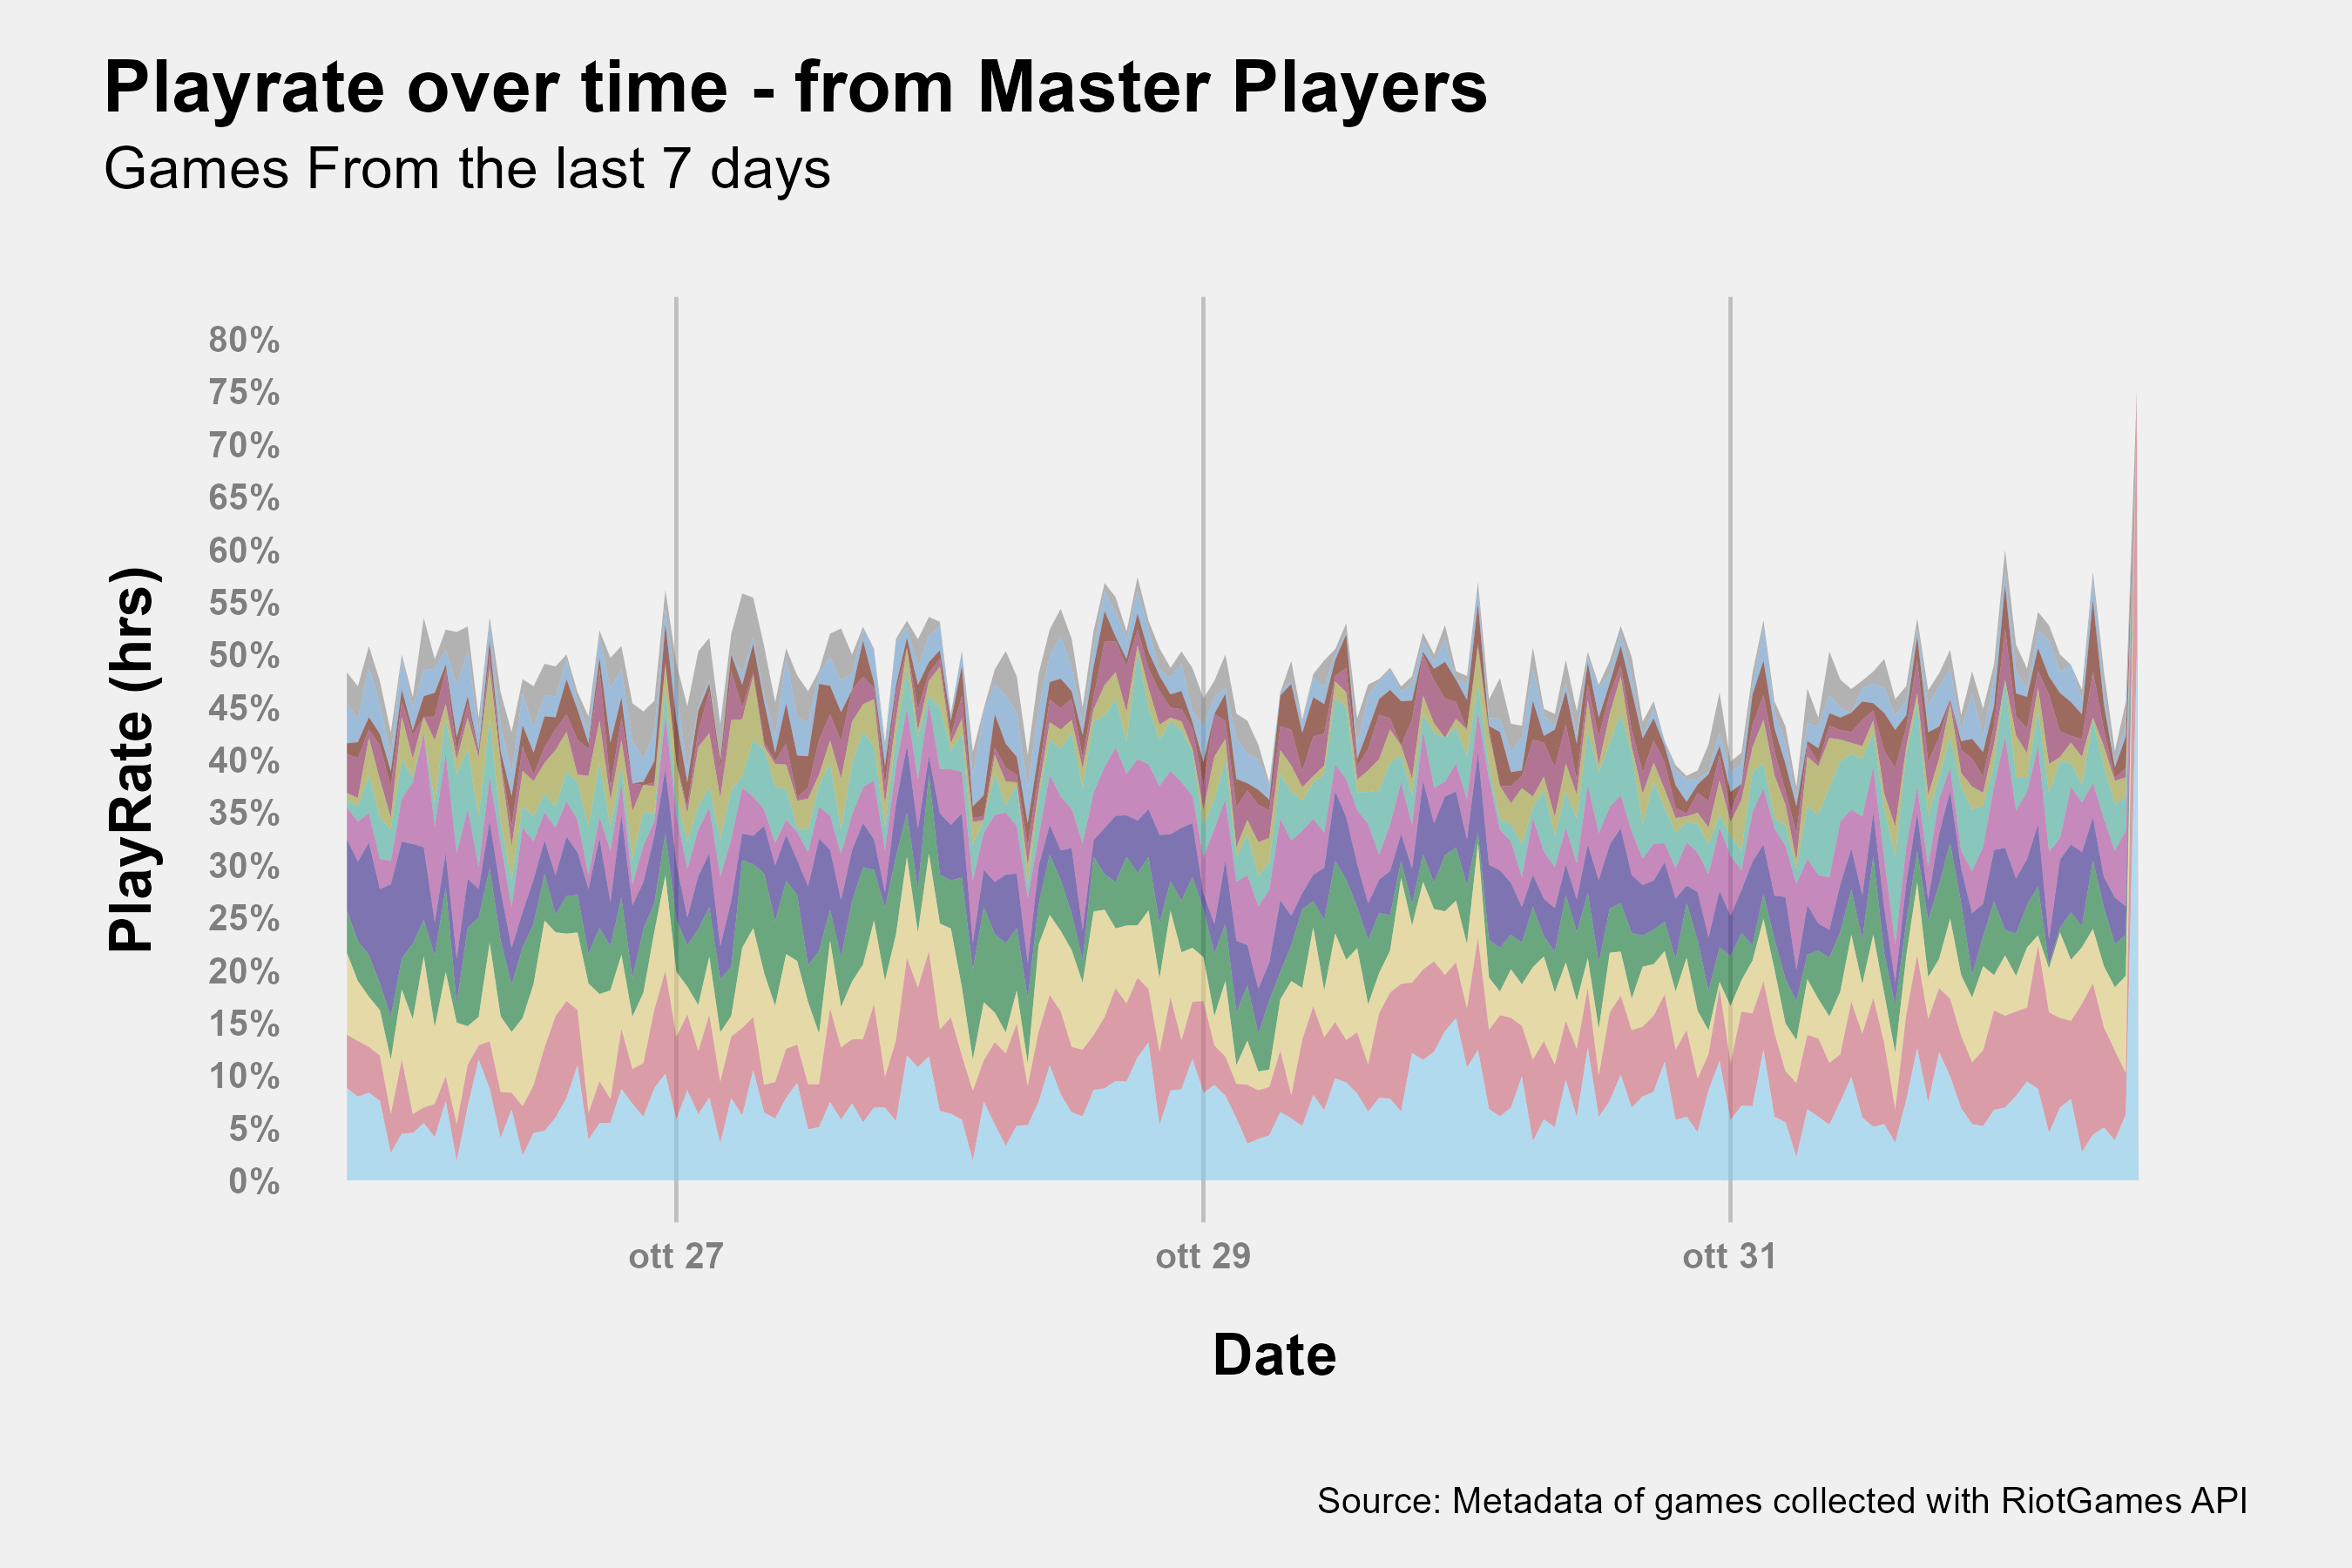 Playrate over time - from Master Players
Games From the last 7 days
PlayRate (hrs)
80%
75%
70%
65%
60%
55%
50%
45%
40%
35%
30%
25%
20%
15%
10%
5%
0%
ott 27
ott 29
ott 31
Date
Source: Metadata of games collected with RiotGames API